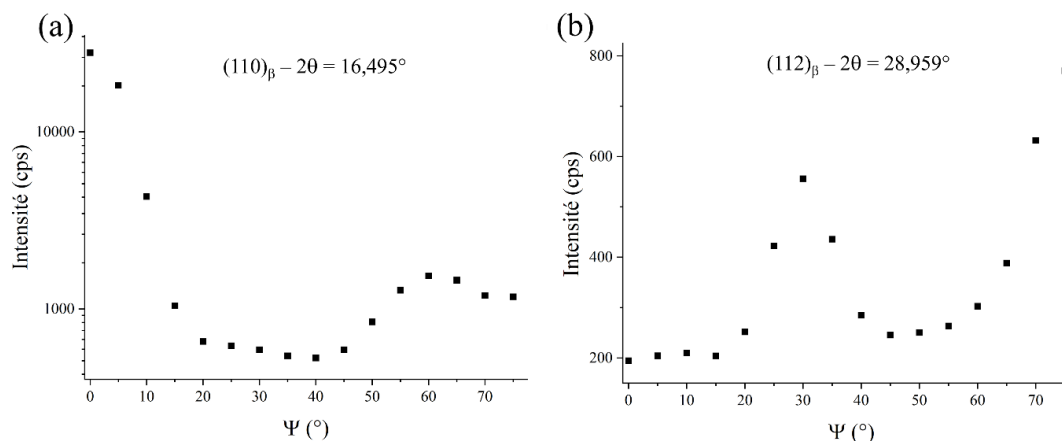 (a)
(110)β – 2θ = 16,495°
10000
1000
Intensité (cps)
0 10 20 30 40 50 60 70
Ψ (°)
(b)
(112)β – 2θ = 28,959°
800
600
400
200
Intensité (cps)
0 10 20 30 40 50 60 70
Ψ (°)